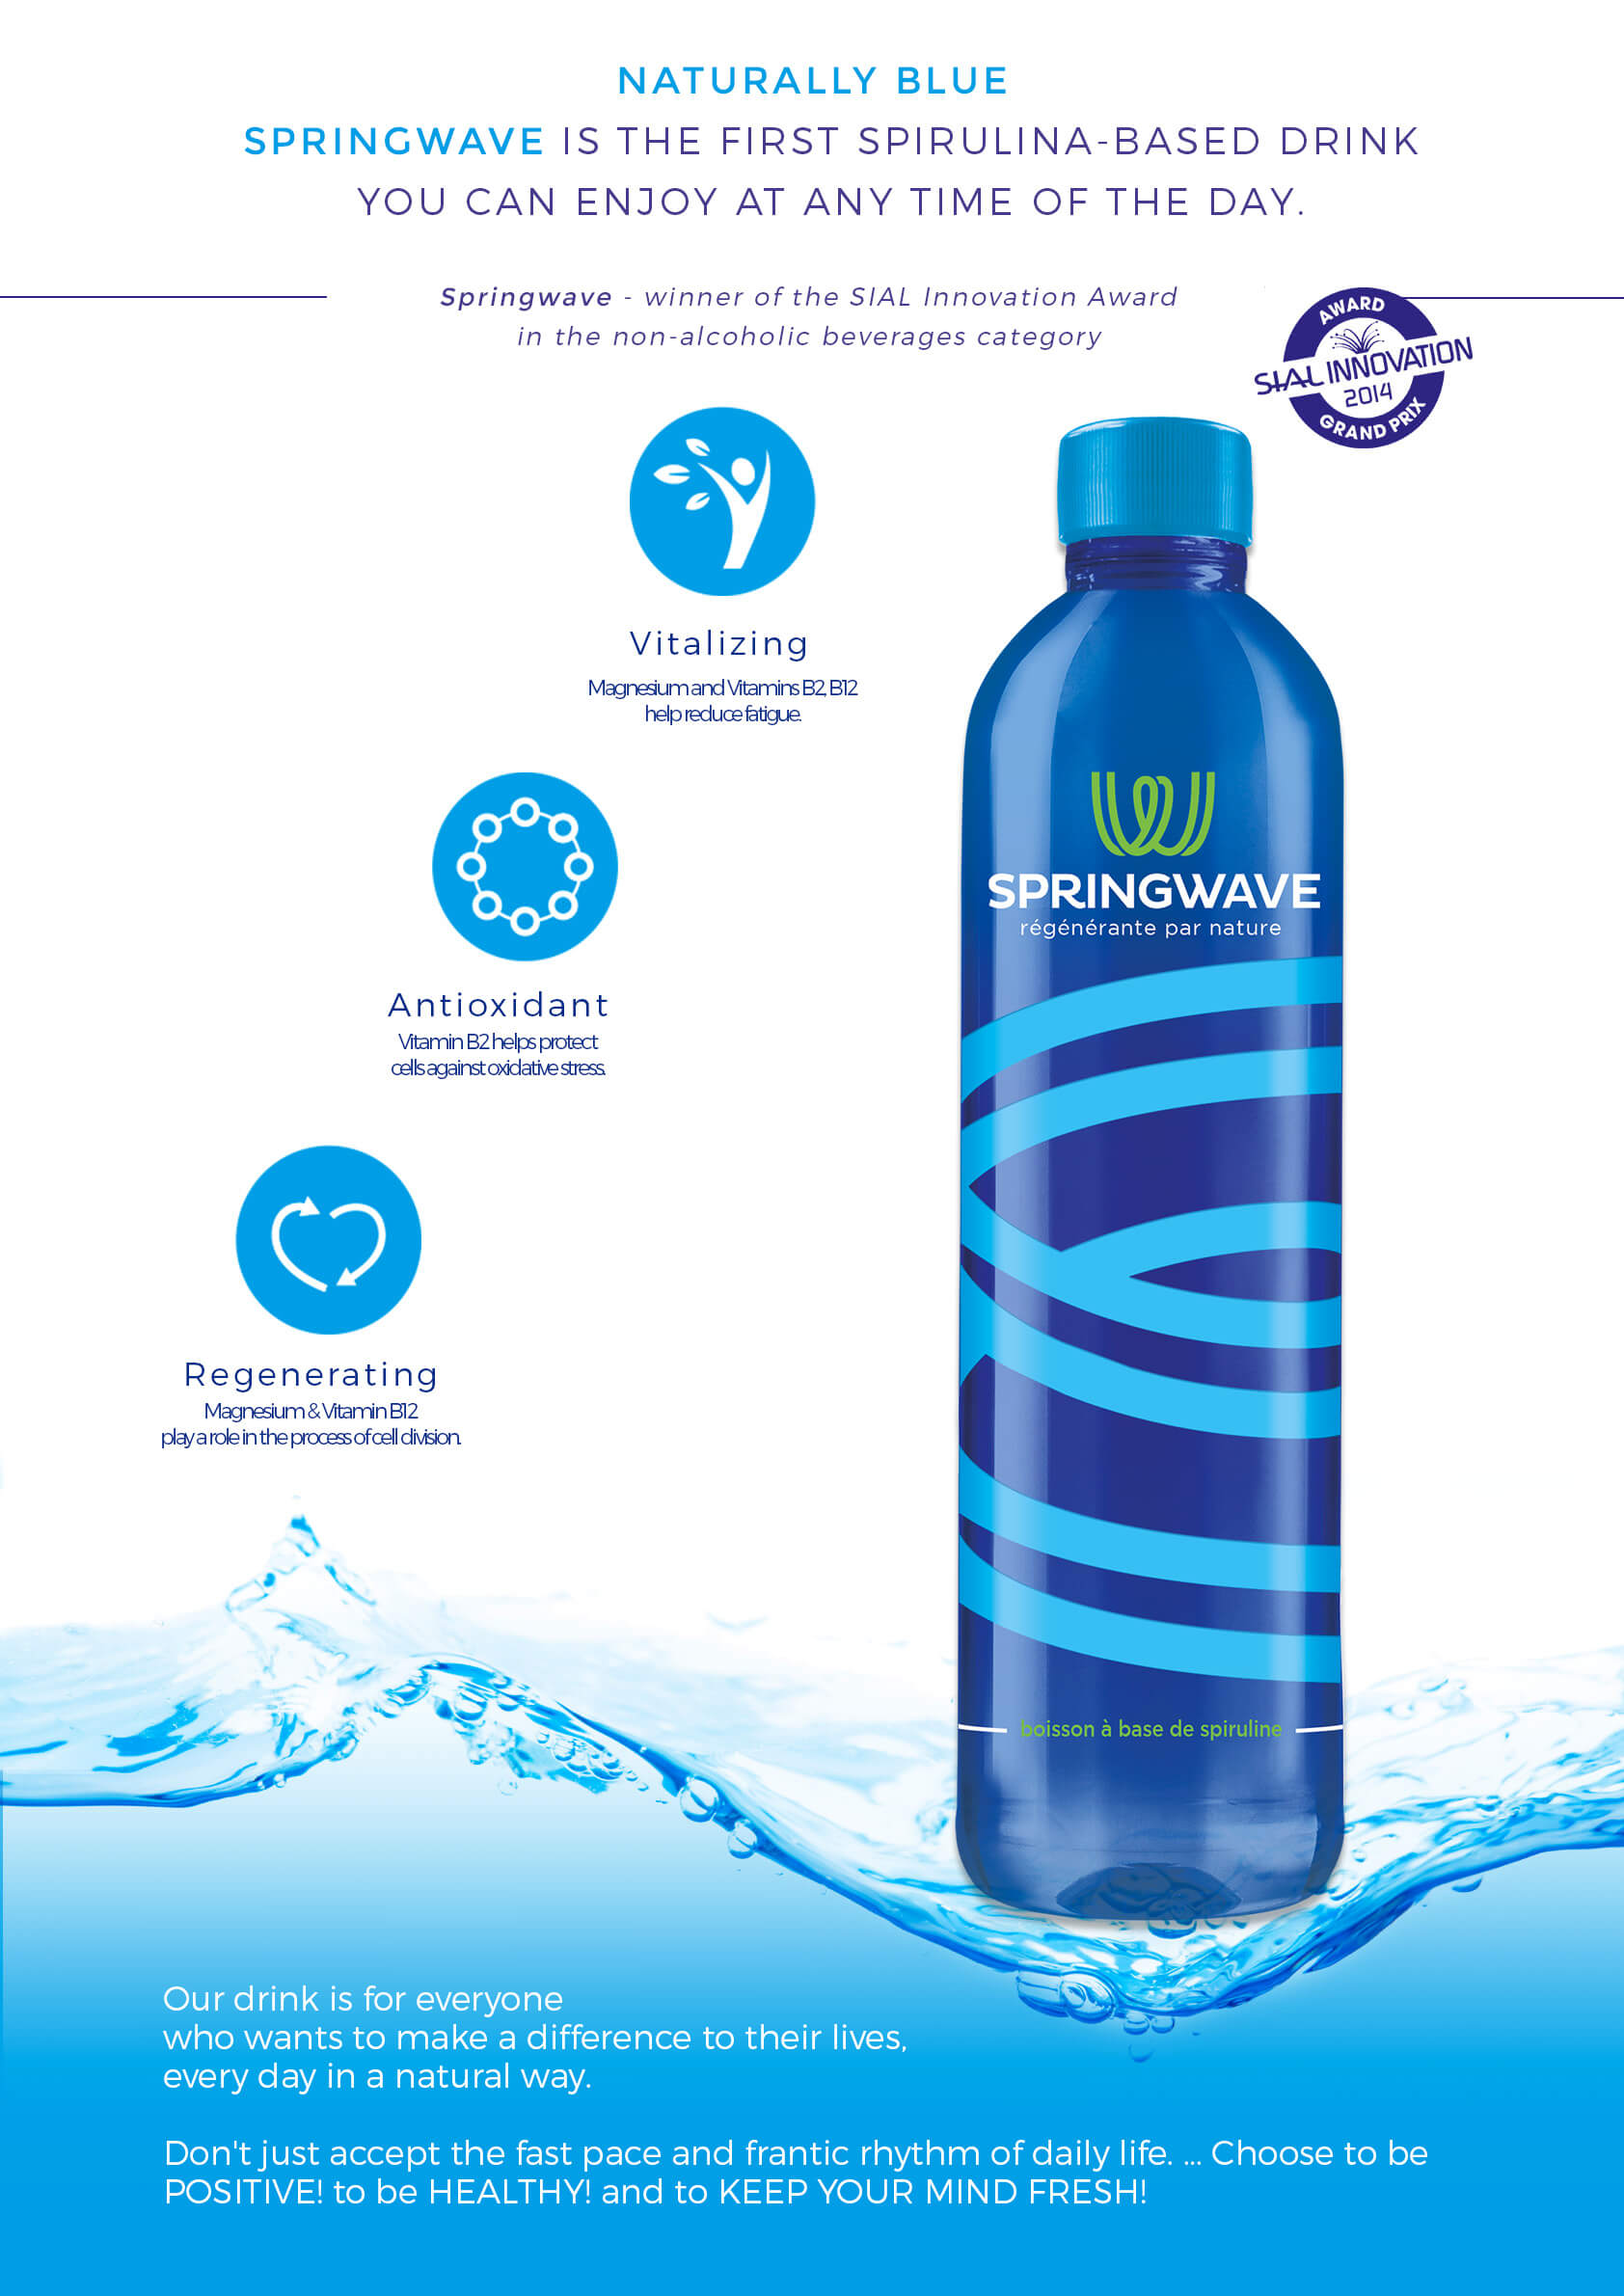 NATURALLY BLUE
SPRINGWAVE IS THE FIRST SPIRULINA-BASED DRINK
YOU CAN ENJOY AT ANY TIME OF THE DAY.
Springwave - winner of the SIAL Innovation Award
in the non-alcoholic beverages category
AWARD
SIAL INNOVATION
2014
GRAND PRIX
Vitalizing
Magnesium and Vitamins B2, B12
help reduce fatigue.
SPRINGWAVE
régénérante par nature
Antioxidant
Vitamin B2 helps protect
cells against oxidative stress.
Regenerating
Magnesium & Vitamin B12
play a role in the process of cell division.
boisson à base de spiruline
Our drink is for everyone
who wants to make a difference to their lives,
every day in a natural way.
Don't just accept the fast pace and frantic rhythm of daily life. ... Choose to be
POSITIVE! to be HEALTHY! and to KEEP YOUR MIND FRESH!